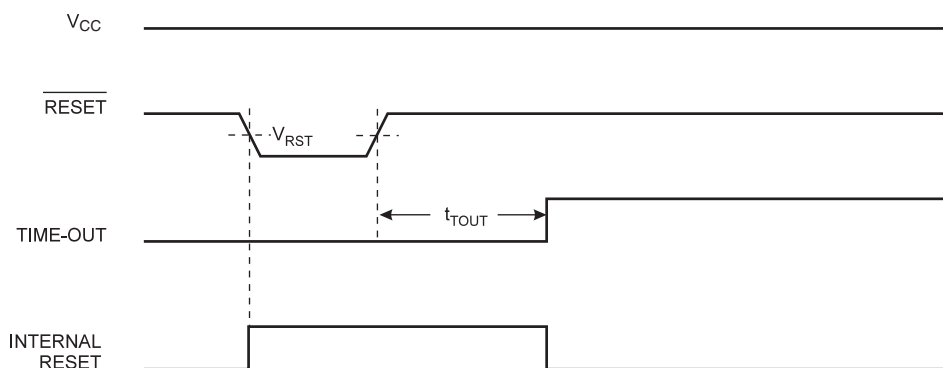 VCC
RESET
VRST
tTOUT
TIME-OUT
INTERNAL
RESET